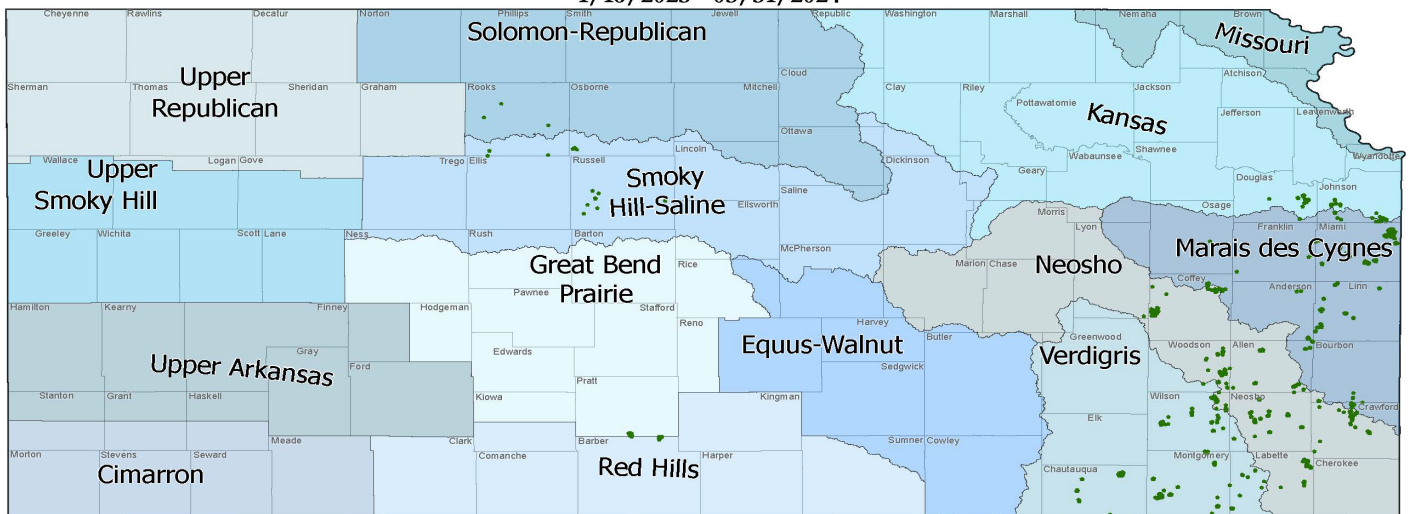 Cheyenne Rawlins Decatur Norton Phillips Smith Jewell Republic Washington Marshall Nemaha Brown
Solomon-Republican
Missouri
Cloud
Atchison
Upper
Republican
Sherman Thomas Sheridan Graham Rooks Osborne Mitchell Clay Riley Jackson
Pottawatomie
Kansas
Jefferson Leavenworth
Ottawa
Lincoln
Shawnee
Wabaunsee
Wyandotte
Wallace Logan Gove Trego Ellis Russell Dickinson
Upper
Smoky Hill
Geary
Smoky
Hill-Saline
Douglas
Saline
Johnson
Ellsworth
Osage
Morris
Greeley Wichita Scott Lane Ness Rush Barton
Lyon
Franklin Miami
McPherson
Marais des Cygnes
Great Bend
Prairie
Rice
Marion Chase
Neosho
Coffey
Anderson Linn
Pawnee
Hamilton Kearny Finney Hodgeman Stafford
Reno
Harvey
Butler
Greenwood
Equus-Walnut
Woodson Allen Bourbon
Gray
Edwards
Verdigris
Upper Arkansas
Ford
Sedgwick
Pratt
Stanton Grant Haskell
Kiowa
Kingman
Wilson
Neosho
Crawford
Elk
Clark
Barber
Sumner Cowley
Meade
Morton Stevens Seward
Comanche
Harper
Montgomery
Labette
Cherokee
Cimarron
Red Hills
Chautauqua